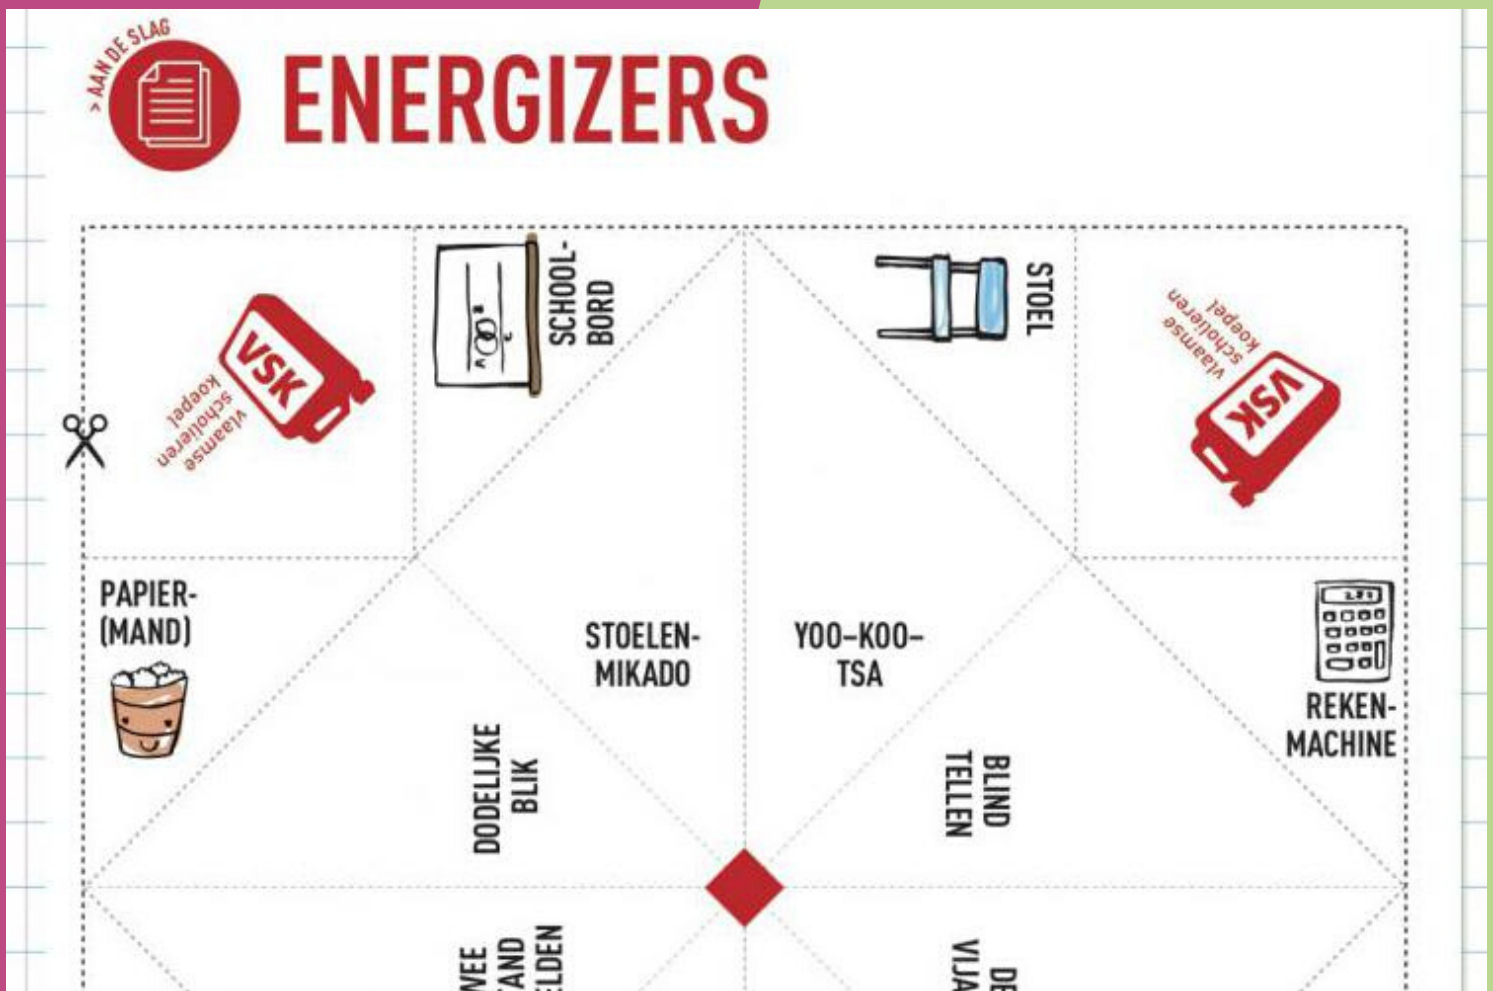 > AAN DE SLAG
ENERGIZERS
VSK
vlaamse
scholieren
koepel
SCHOOL-
BORD
STOEL
VSK
vlaamse
scholieren
koepel
PAPIER-
(MAND)
REKEN-
MACHINE
STOELEN-
MIKADO
YOO-KOO-
TSA
DODELIJKE
BLIK
BLIND
TELLEN